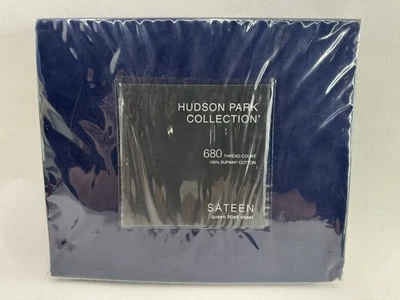 HUDSON PARK
COLLECTION®
680 THREAD COUNT
100% SUPIMA® COTTON
SATEEN
queen fitted sheet